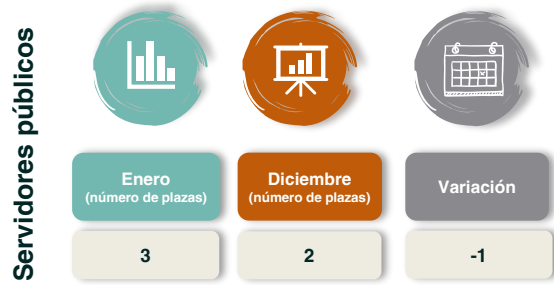 Servidores públicos
Enero
(número de plazas)
Diciembre
(número de plazas)
Variación
3
2
-1